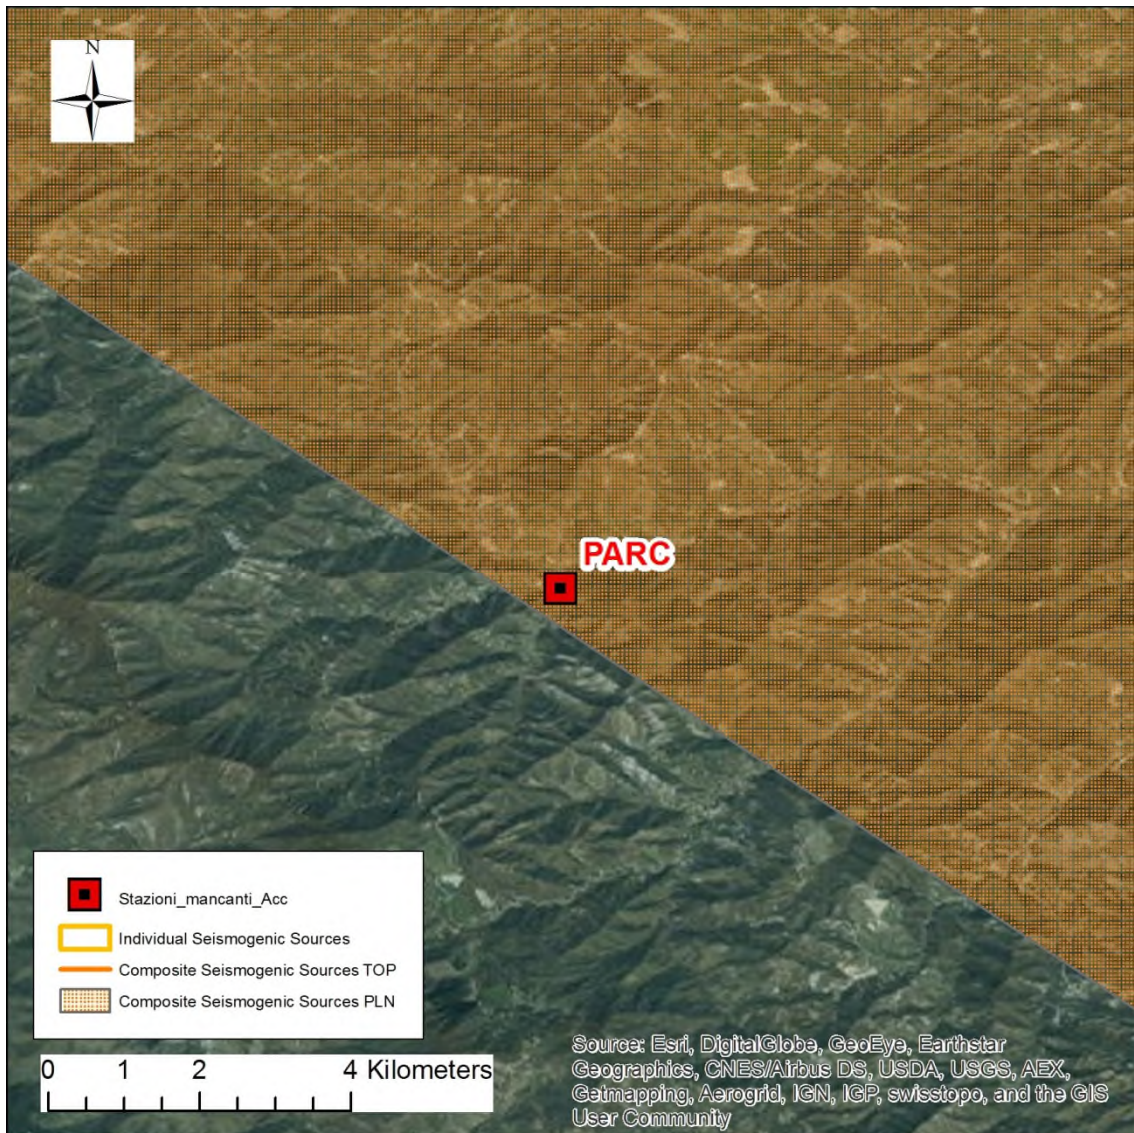 N
PARC
Stazioni_mancanti_Acc
Individual Seismogenic Sources
Composite Seismogenic Sources TOP
Composite Seismogenic Sources PLN
0 1 2 4 Kilometers
Source: Esri, DigitalGlobe, GeoEye, Earthstar
Geographics, CNES/Airbus DS, USDA, USGS, AEX,
Getmapping, Aerogrid, IGN, IGP, swisstopo, and the GIS
User Community